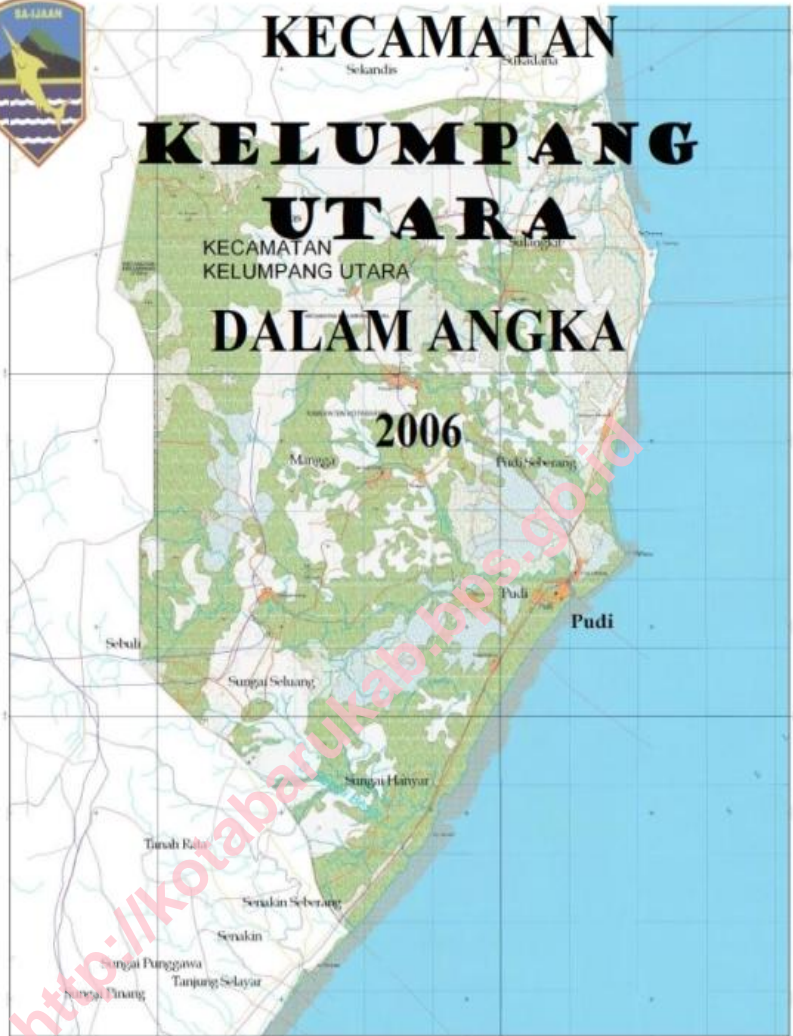 SA-IJAAN
KECAMATAN
Sekandis
Sukadana
KELUMPANG
UTARA
Sulangkit
KECAMATAN
KELUMPANG UTARA
DALAM ANGKA
2006
Mangga
Pudi Seberang
Pudi
Pudi
Sebuli
Sungai Seluang
Sungai Hanyar
Tanah Rata
Senakin Seberang
Senakin
Sungai Punggawa
Tanjung Selayar
Sungai Pinang
http://kotabarukab.bps.go.id